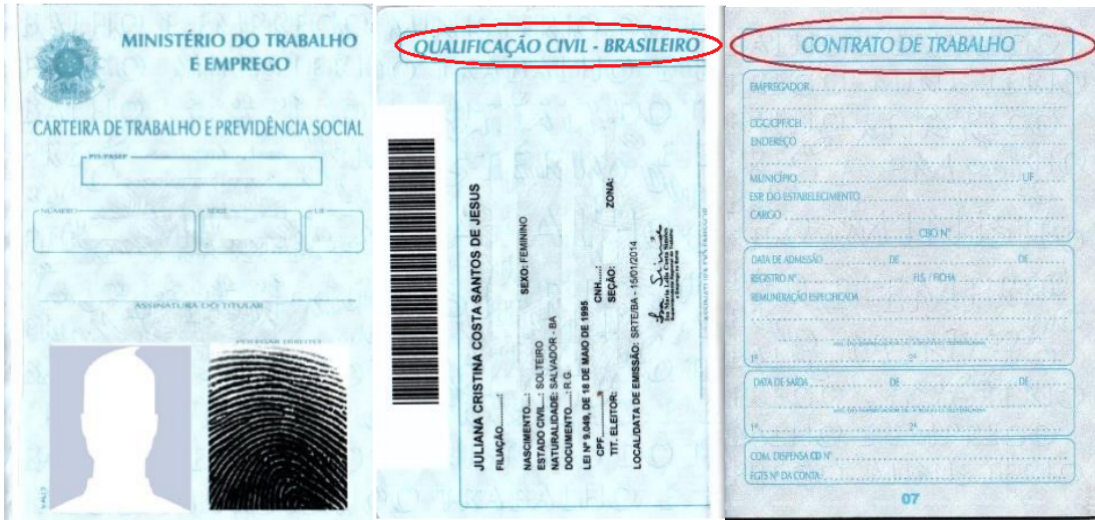 MINISTÉRIO DO TRABALHO
E EMPREGO
CARTEIRA DE TRABALHO E PREVIDÊNCIA SOCIAL
PIS/PASEP
NÚMERO SÉRIE UF
ASSINATURA DO TITULAR
POLEGAR DIREITO
QUALIFICAÇÃO CIVIL - BRASILEIRO
JULIANA CRISTINA COSTA SANTOS DE JESUS
FILIAÇÃO.........:
SEXO: FEMININO
NASCIMENTO....:
ESTADO CIVIL....: SOLTEIRO
NATURALIDADE: SALVADOR - BA
DOCUMENTO....: R.G.
LEI Nº 9.049, DE 18 DE MAIO DE 1995
CPF....: CNH....:
TIT. ELEITOR: SEÇÃO: ZONA:
LOCAL/DATA DE EMISSÃO: SRTE/BA - 15/01/2014
CONTRATO DE TRABALHO
EMPREGADOR
CGC/CPF/CEI
ENDEREÇO
MUNICÍPIO UF
ESP. DO ESTABELECIMENTO
CARGO
CBO Nº
DATA DE ADMISSÃO DE DE
REGISTRO Nº FLS. / FICHA
REMUNERAÇÃO ESPECIFICADA
1ª 2ª
DATA DE SAÍDA DE DE
1ª 2ª
COM. DISPENSA CD Nº
FGTS Nº DA CONTA
07